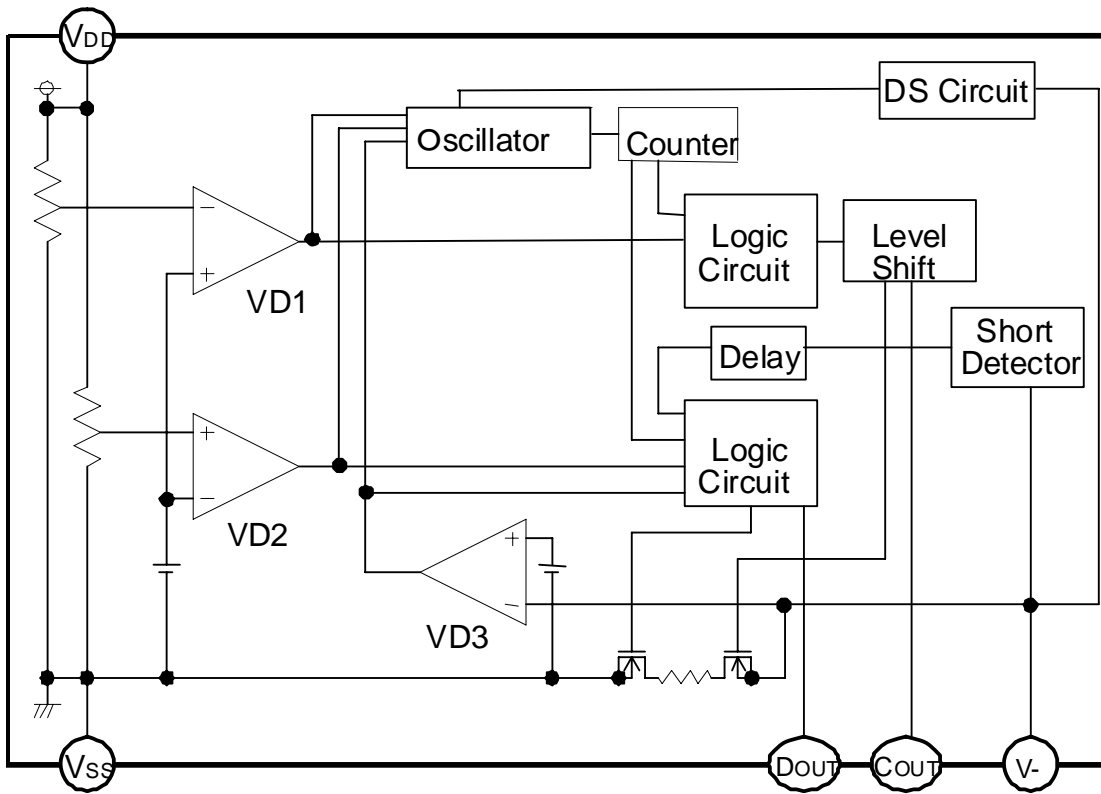 VDD
DS Circuit
Oscillator
Counter
−
+
VD1
Logic
Circuit
Level
Shift
Delay
Short
Detector
+
−
VD2
Logic
Circuit
+
−
VD3
VSS
DOUT
COUT
V-